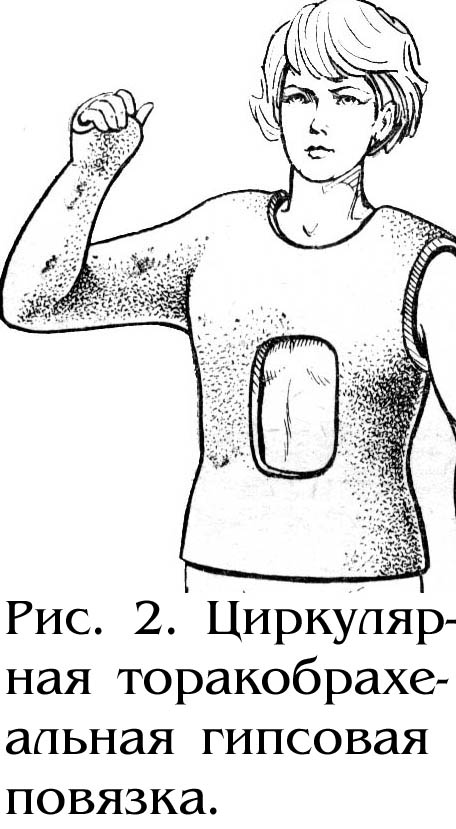 Рис. 2. Циркуляр-
ная торакобрахе-
альная гипсовая
повязка.